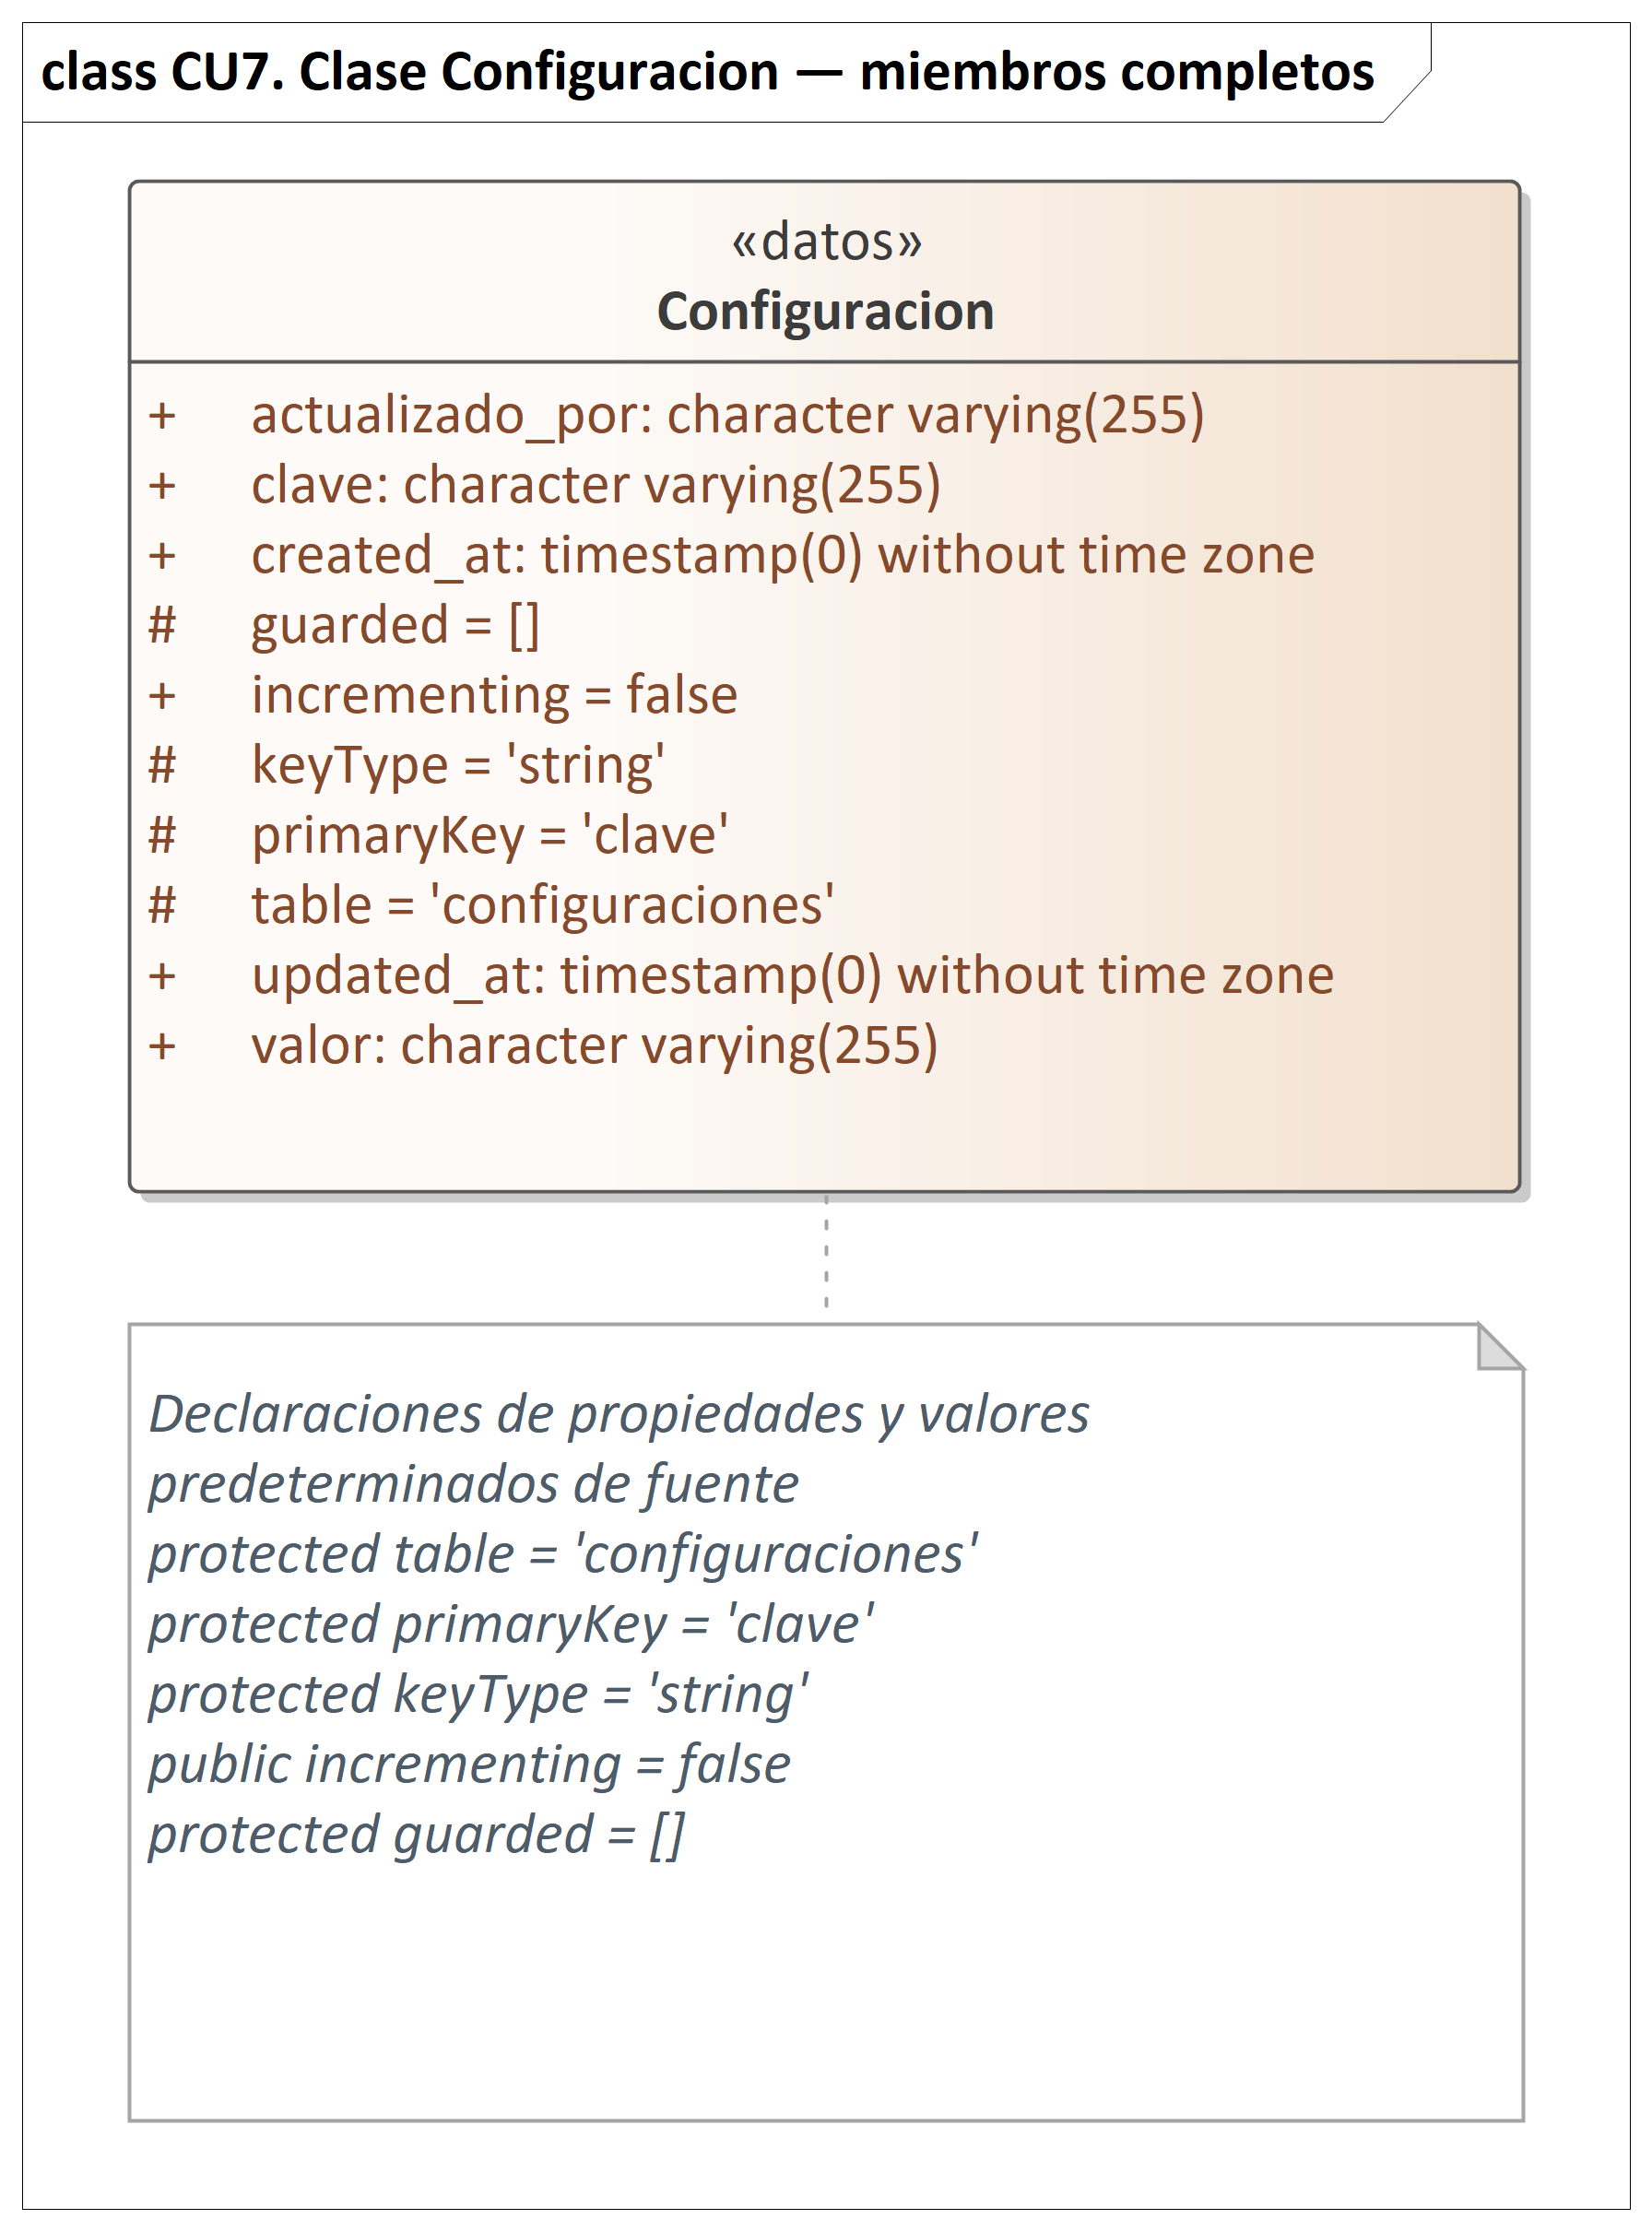 class CU7. Clase Configuracion — miembros completos
«datos»
Configuracion
+ actualizado_por: character varying(255)
+ clave: character varying(255)
+ created_at: timestamp(0) without time zone
# guarded = []
+ incrementing = false
# keyType = 'string'
# primaryKey = 'clave'
# table = 'configuraciones'
+ updated_at: timestamp(0) without time zone
+ valor: character varying(255)
Declaraciones de propiedades y valores
predeterminados de fuente
protected table = 'configuraciones'
protected primaryKey = 'clave'
protected keyType = 'string'
public incrementing = false
protected guarded = []